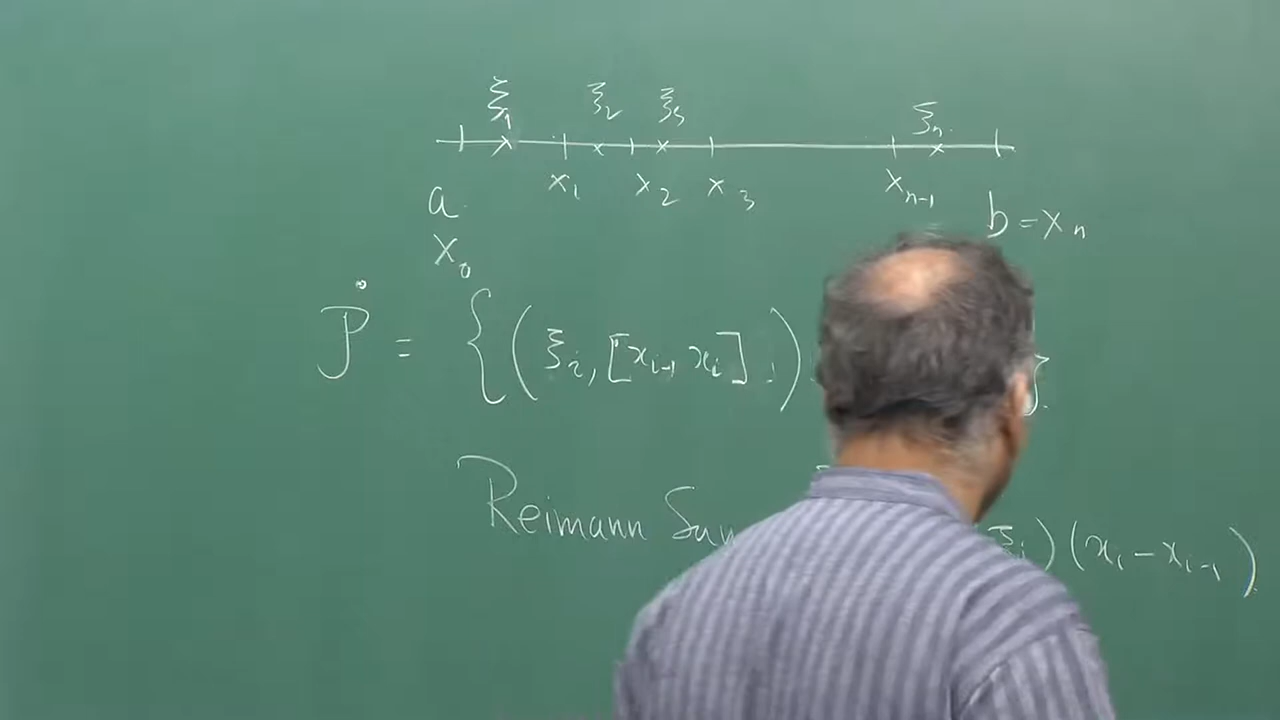 ξ₁ ξ₂ ξ₃ ξₙ
x₁ x₂ x₃ xₙ₋₁
a b = xₙ
x₀
Ṗ = { ( ξᵢ, [xᵢ₋₁, xᵢ] ) }
Reimann Sum ξᵢ)(xᵢ − xᵢ₋₁)